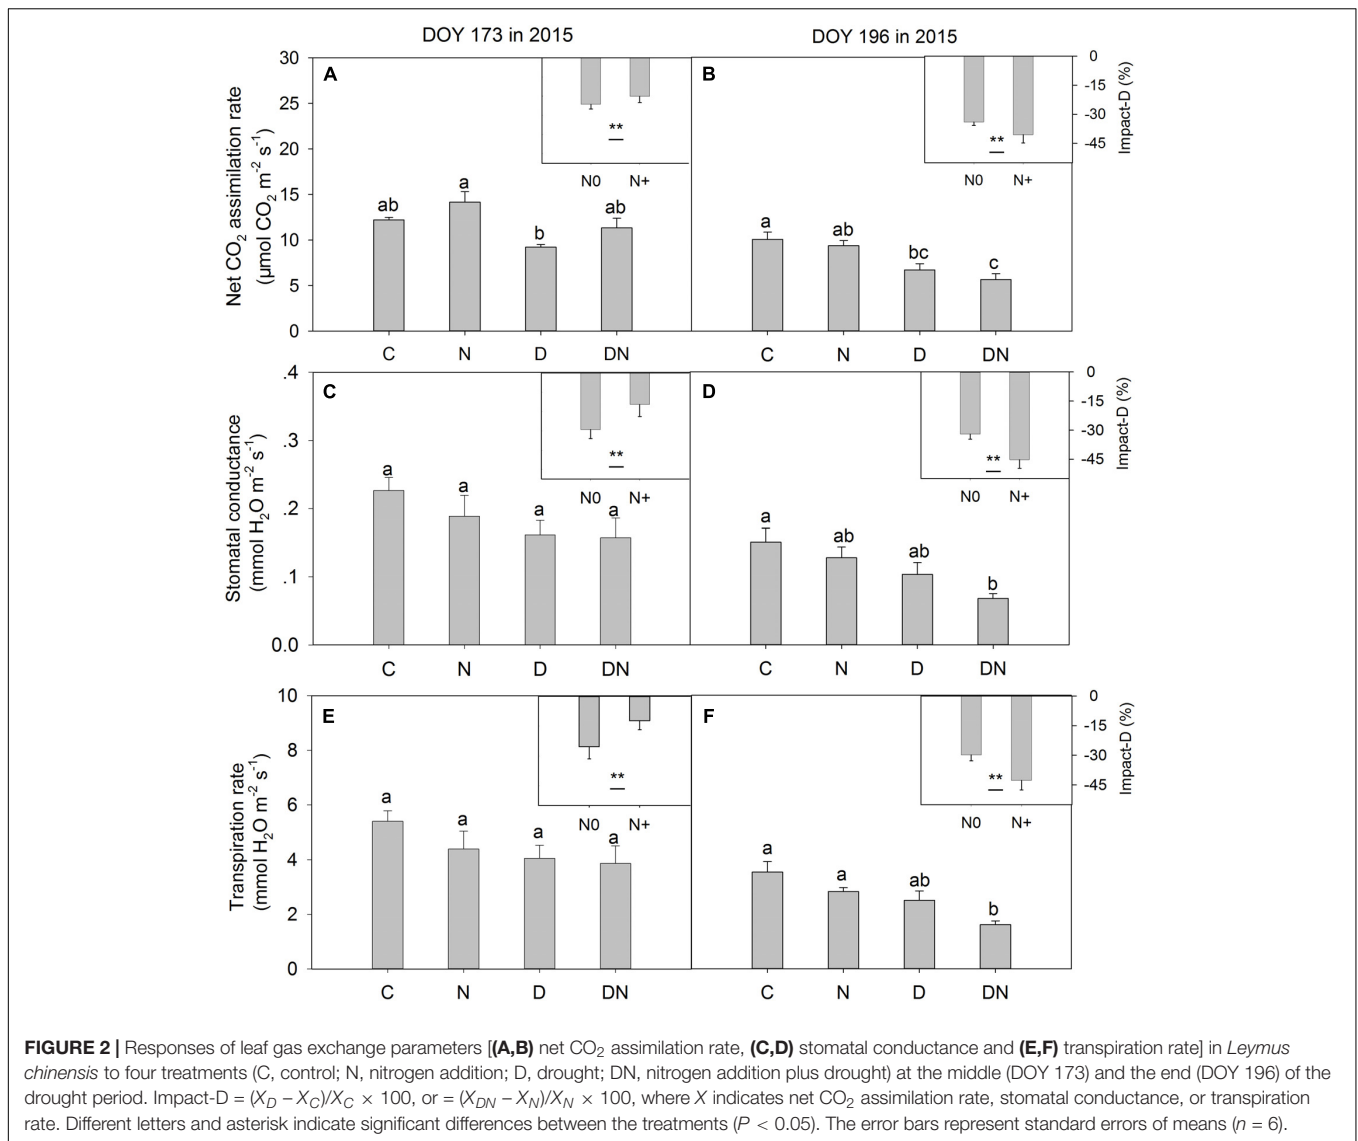 DOY 173 in 2015
DOY 196 in 2015
A
30
25
20
15
10
5
0
Net CO₂ assimilation rate
(µmol CO₂ m⁻² s⁻¹)
ab
a
b
ab
C N D DN
**
N0 N+
B
a
ab
bc
c
C N D DN
**
N0 N+
0
-15
-30
-45
Impact-D (%)
C
.4
.3
.2
.1
0.0
Stomatal conductance
(mmol H₂O m⁻² s⁻¹)
a
a
a
a
C N D DN
**
N0 N+
D
a
ab
ab
b
C N D DN
**
N0 N+
0
-15
-30
-45
Impact-D (%)
E
10
8
6
4
2
0
Transpiration rate
(mmol H₂O m⁻² s⁻¹)
a
a
a
a
C N D DN
**
N0 N+
F
a
a
ab
b
C N D DN
**
N0 N+
0
-15
-30
-45
Impact-D (%)
FIGURE 2 | Responses of leaf gas exchange parameters [(A,B) net CO₂ assimilation rate, (C,D) stomatal conductance and (E,F) transpiration rate] in Leymus
chinensis to four treatments (C, control; N, nitrogen addition; D, drought; DN, nitrogen addition plus drought) at the middle (DOY 173) and the end (DOY 196) of the
drought period. Impact-D = (X_D − X_C)/X_C × 100, or = (X_DN − X_N)/X_N × 100, where X indicates net CO₂ assimilation rate, stomatal conductance, or transpiration
rate. Different letters and asterisk indicate significant differences between the treatments (P < 0.05). The error bars represent standard errors of means (n = 6).